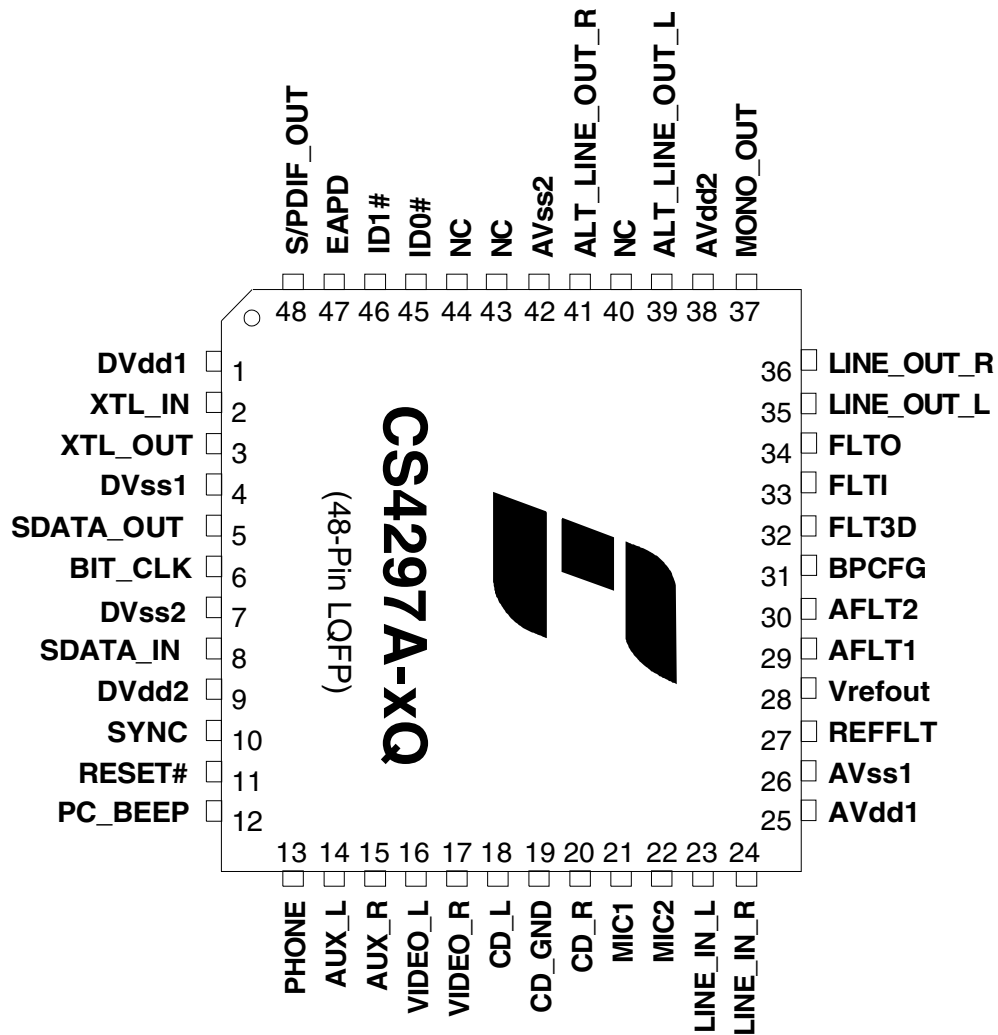 S/PDIF_OUT
EAPD
ID1#
ID0#
NC
NC
AVss2
ALT_LINE_OUT_R
NC
ALT_LINE_OUT_L
AVdd2
MONO_OUT
48 47 46 45 44 43 42 41 40 39 38 37
DVdd1 1
XTL_IN 2
XTL_OUT 3
DVss1 4
SDATA_OUT 5
BIT_CLK 6
DVss2 7
SDATA_IN 8
DVdd2 9
SYNC 10
RESET# 11
PC_BEEP 12
CS4297A-xQ
(48-Pin LQFP)
36 LINE_OUT_R
35 LINE_OUT_L
34 FLTO
33 FLTI
32 FLT3D
31 BPCFG
30 AFLT2
29 AFLT1
28 Vrefout
27 REFFLT
26 AVss1
25 AVdd1
13 14 15 16 17 18 19 20 21 22 23 24
PHONE
AUX_L
AUX_R
VIDEO_L
VIDEO_R
CD_L
CD_GND
CD_R
MIC1
MIC2
LINE_IN_L
LINE_IN_R